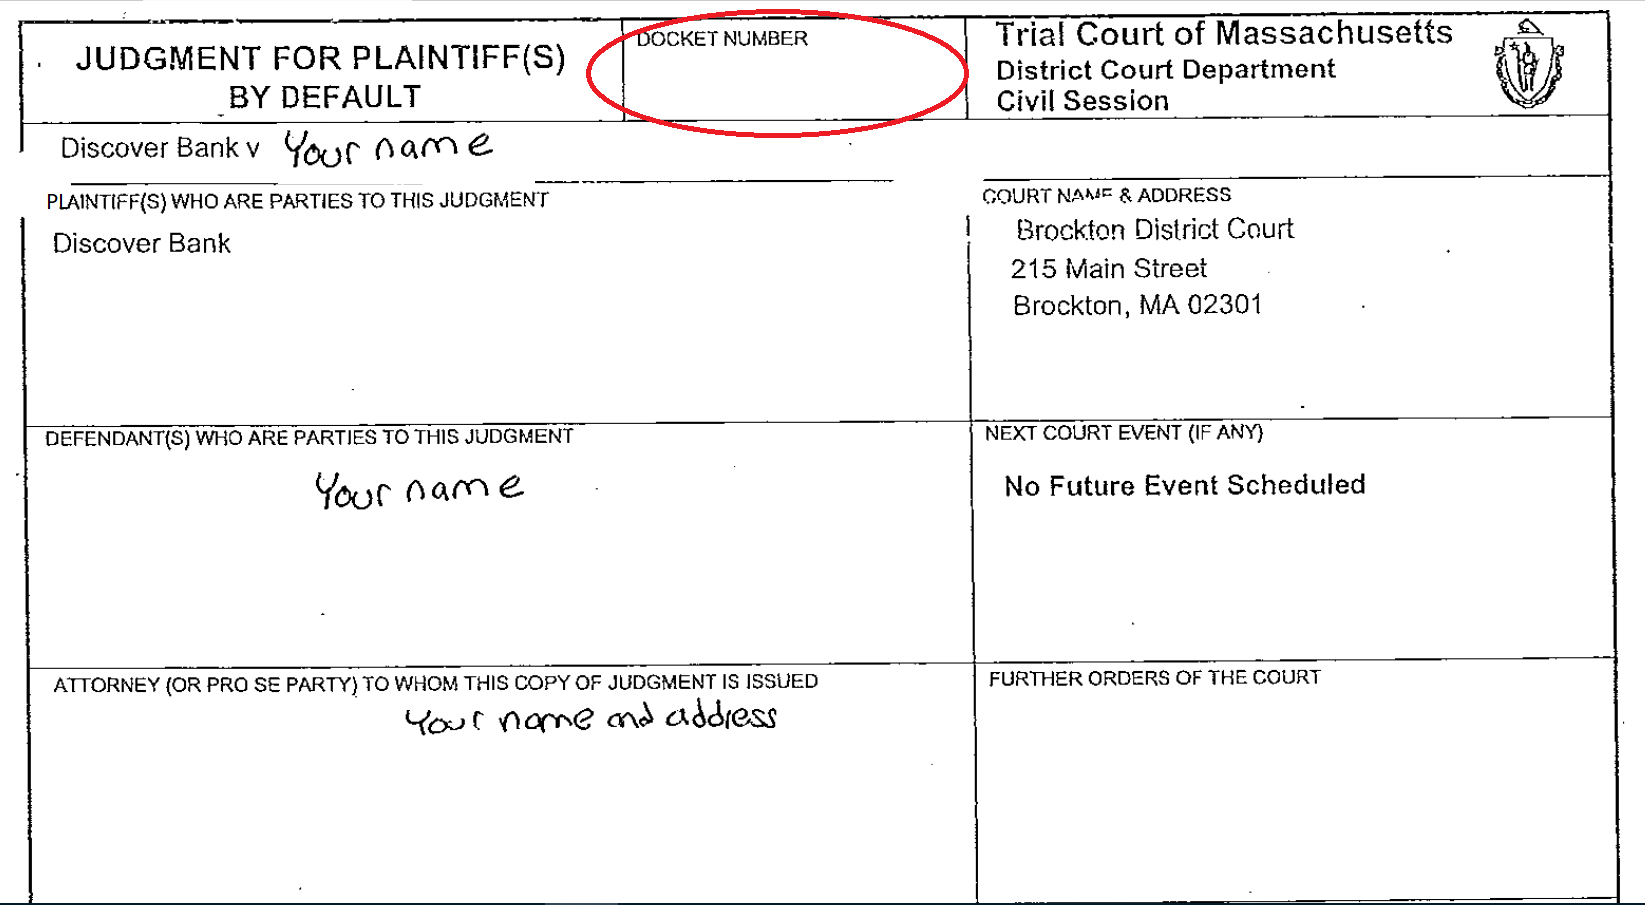 JUDGMENT FOR PLAINTIFF(S)
BY DEFAULT
DOCKET NUMBER
Trial Court of Massachusetts
District Court Department
Civil Session
Discover Bank v Your name
PLAINTIFF(S) WHO ARE PARTIES TO THIS JUDGMENT
Discover Bank
COURT NAME & ADDRESS
Brockton District Court
215 Main Street
Brockton, MA 02301
DEFENDANT(S) WHO ARE PARTIES TO THIS JUDGMENT
Your name
NEXT COURT EVENT (IF ANY)
No Future Event Scheduled
ATTORNEY (OR PRO SE PARTY) TO WHOM THIS COPY OF JUDGMENT IS ISSUED
Your name and address
FURTHER ORDERS OF THE COURT